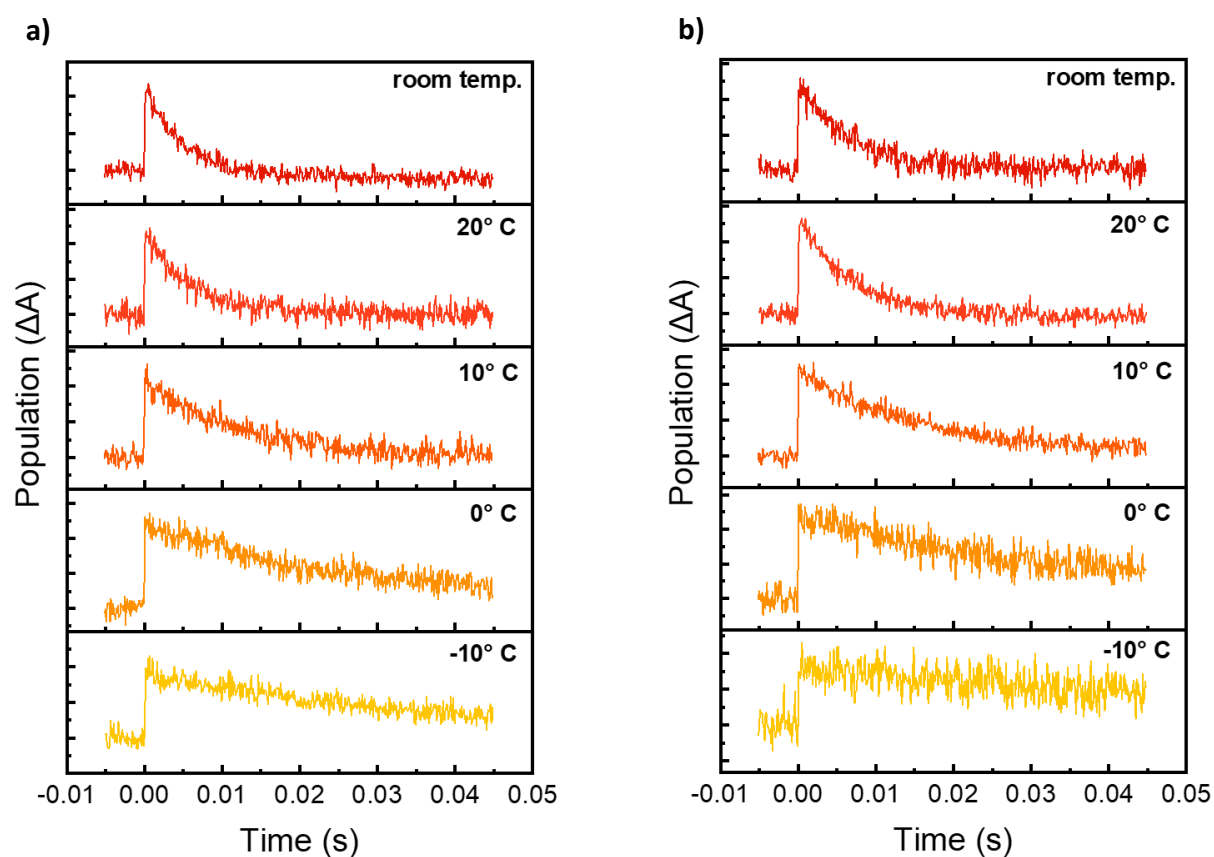 a)
room temp.
20° C
10° C
0° C
-10° C
Population (ΔA)
-0.01 0.00 0.01 0.02 0.03 0.04 0.05
Time (s)
b)
room temp.
20° C
10° C
0° C
-10° C
Population (ΔA)
-0.01 0.00 0.01 0.02 0.03 0.04 0.05
Time (s)